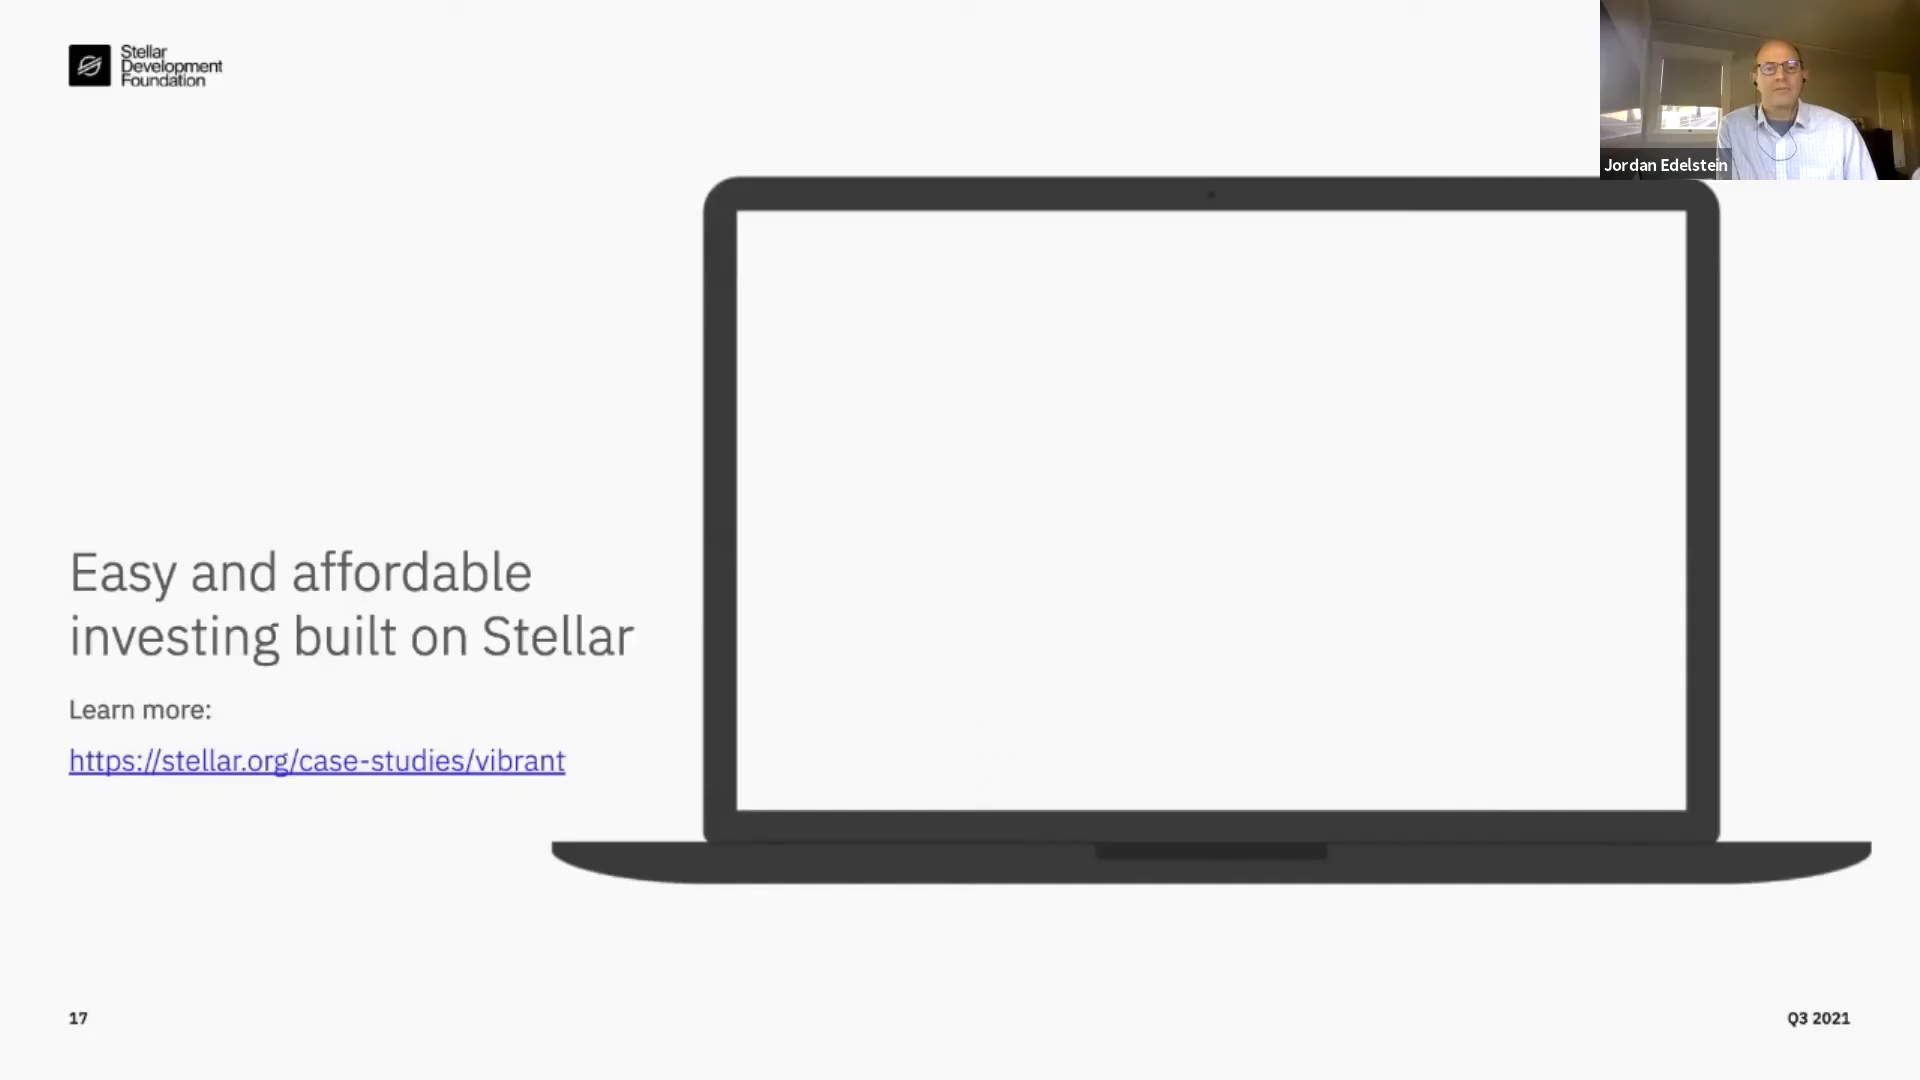 Stellar
Development
Foundation
Jordan Edelstein
Easy and affordable
investing built on Stellar
Learn more:
https://stellar.org/case-studies/vibrant
17
Q3 2021